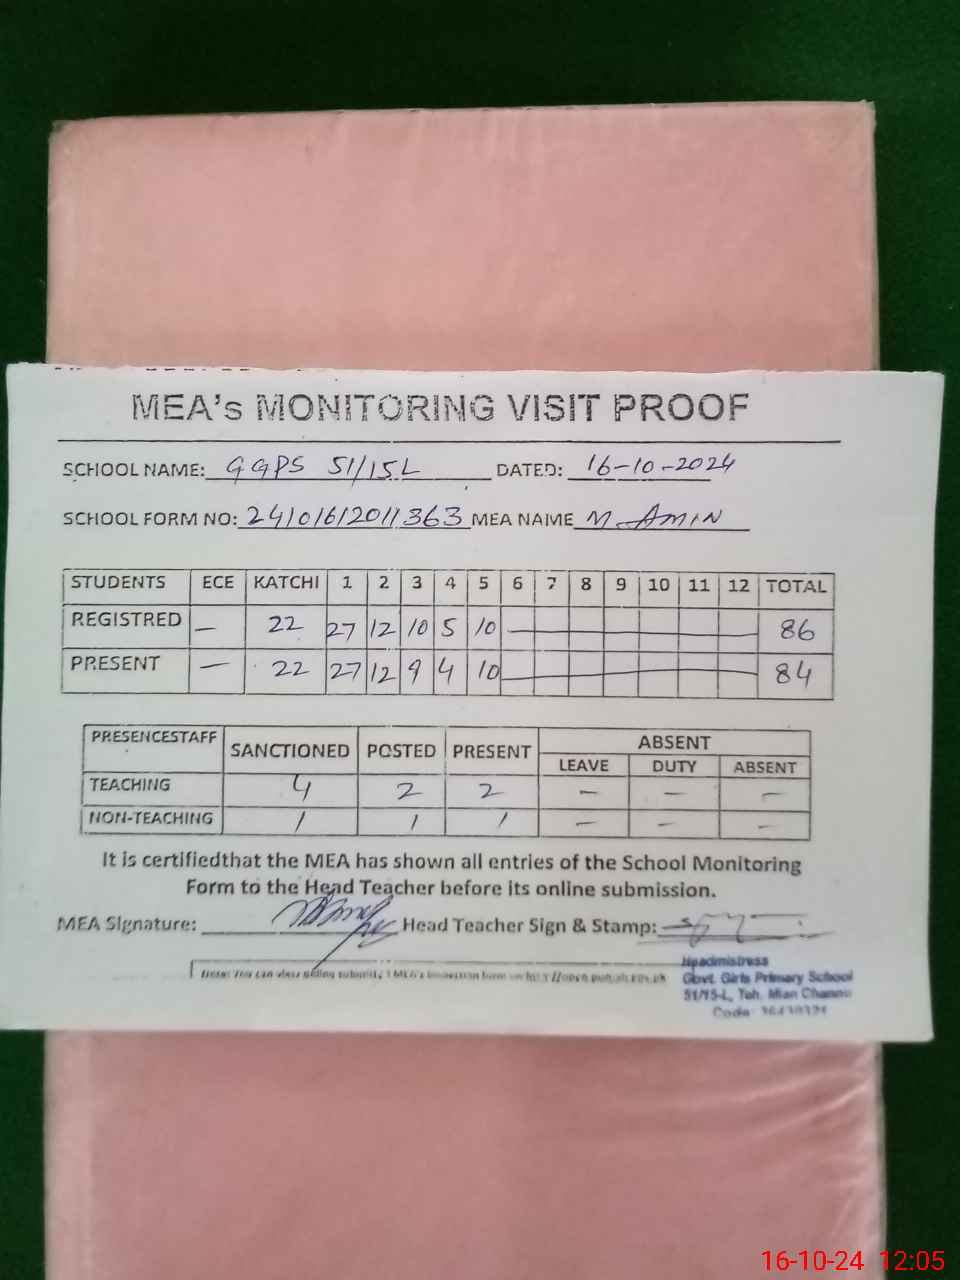 MEA's MONITORING VISIT PROOF
SCHOOL NAME: GGPS 51/15L DATED: 16-10-2024
SCHOOL FORM NO: 24101612011363 MEA NAME M. AMIN
STUDENTS ECE KATCHI 1 2 3 4 5 6 7 8 9 10 11 12 TOTAL
REGISTRED — 22 27 12 10 5 10 86
PRESENT — 22 27 12 9 4 10 84
PRESENCESTAFF SANCTIONED POSTED PRESENT ABSENT
LEAVE DUTY ABSENT
TEACHING 4 2 2 — — —
NON-TEACHING 1 1 1 — — —
It is certifiedthat the MEA has shown all entries of the School Monitoring
Form to the Head Teacher before its online submission.
MEA Signature: Head Teacher Sign & Stamp:
Headmistress
Govt. Girls Primary School
51/15-L, Teh. Mian Channu
Code:
16-10-24 12:05